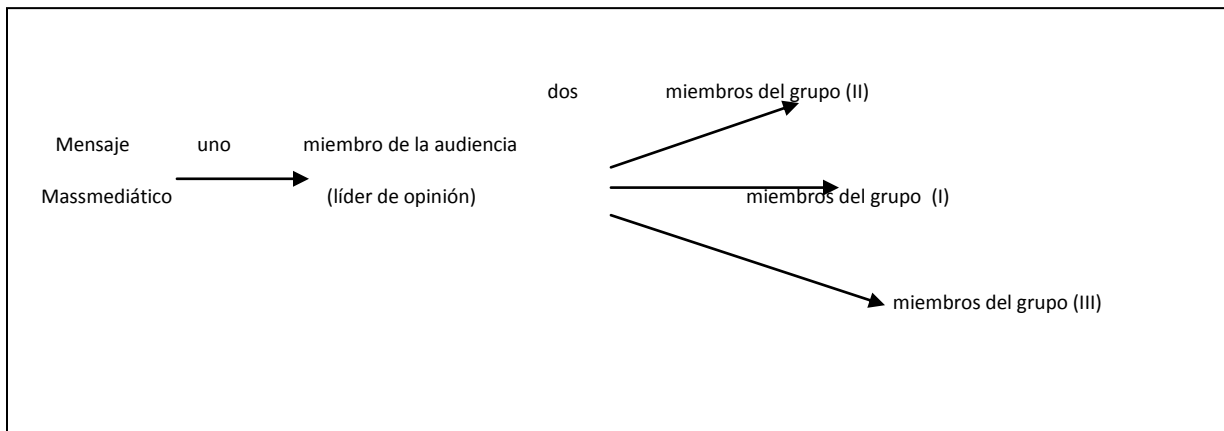 dos miembros del grupo (II)
Mensaje uno miembro de la audiencia
Massmediático (líder de opinión) miembros del grupo (I)
miembros del grupo (III)